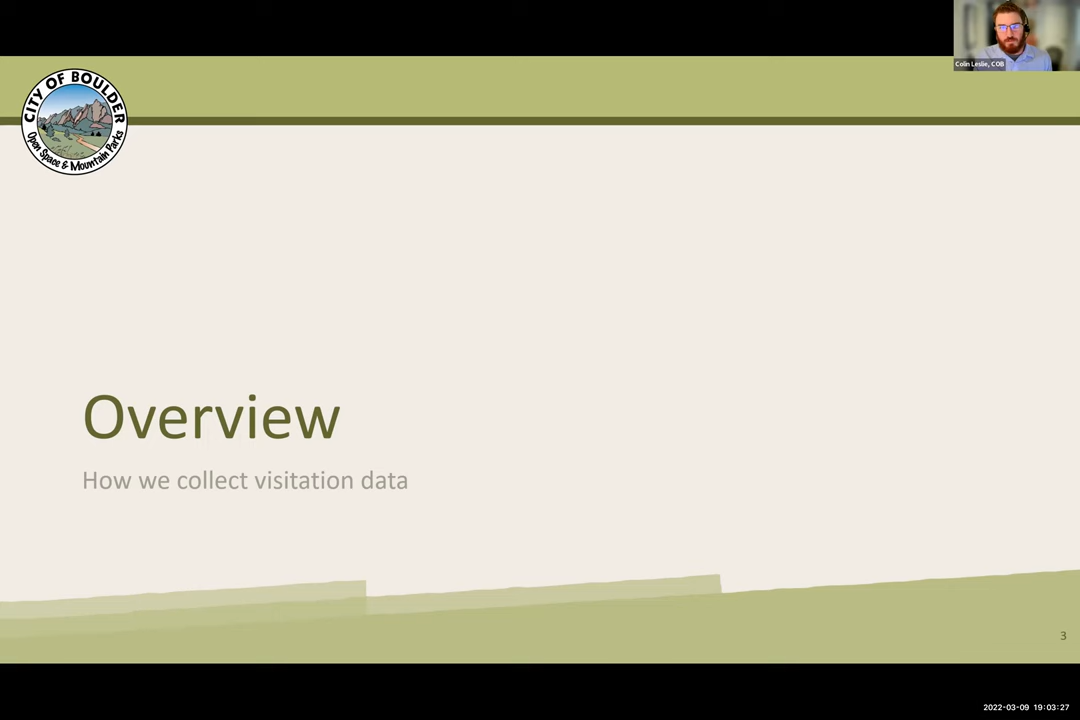 Colin Leslie, COB
CITY OF BOULDER
Open Space & Mountain Parks
Overview
How we collect visitation data
3
2022-03-09 19:03:27